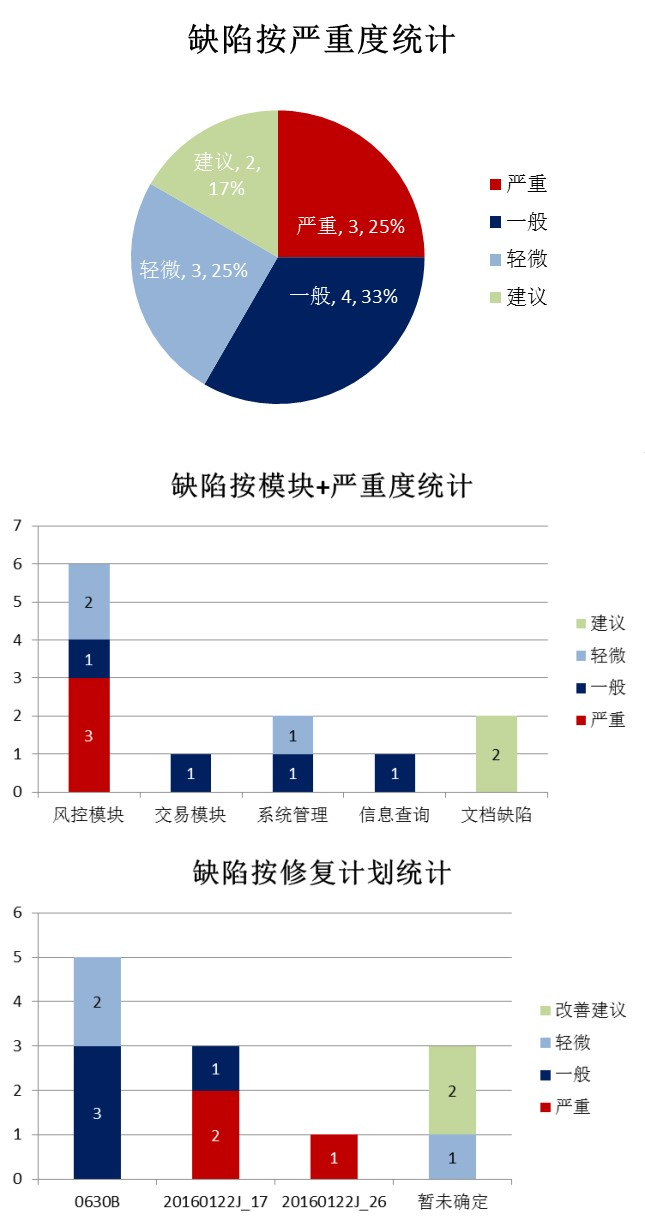 缺陷按严重度统计
建议, 2,
17%
严重, 3, 25%
轻微, 3, 25%
一般, 4, 33%
严重
一般
轻微
建议
缺陷按模块+严重度统计
7
6
5
4
3
2
1
0
2
1
3
1
1
1
1
2
风控模块
交易模块
系统管理
信息查询
文档缺陷
建议
轻微
一般
严重
缺陷按修复计划统计
6
5
4
3
2
1
0
2
3
1
2
1
2
1
0630B
20160122J_17
20160122J_26
暂未确定
改善建议
轻微
一般
严重